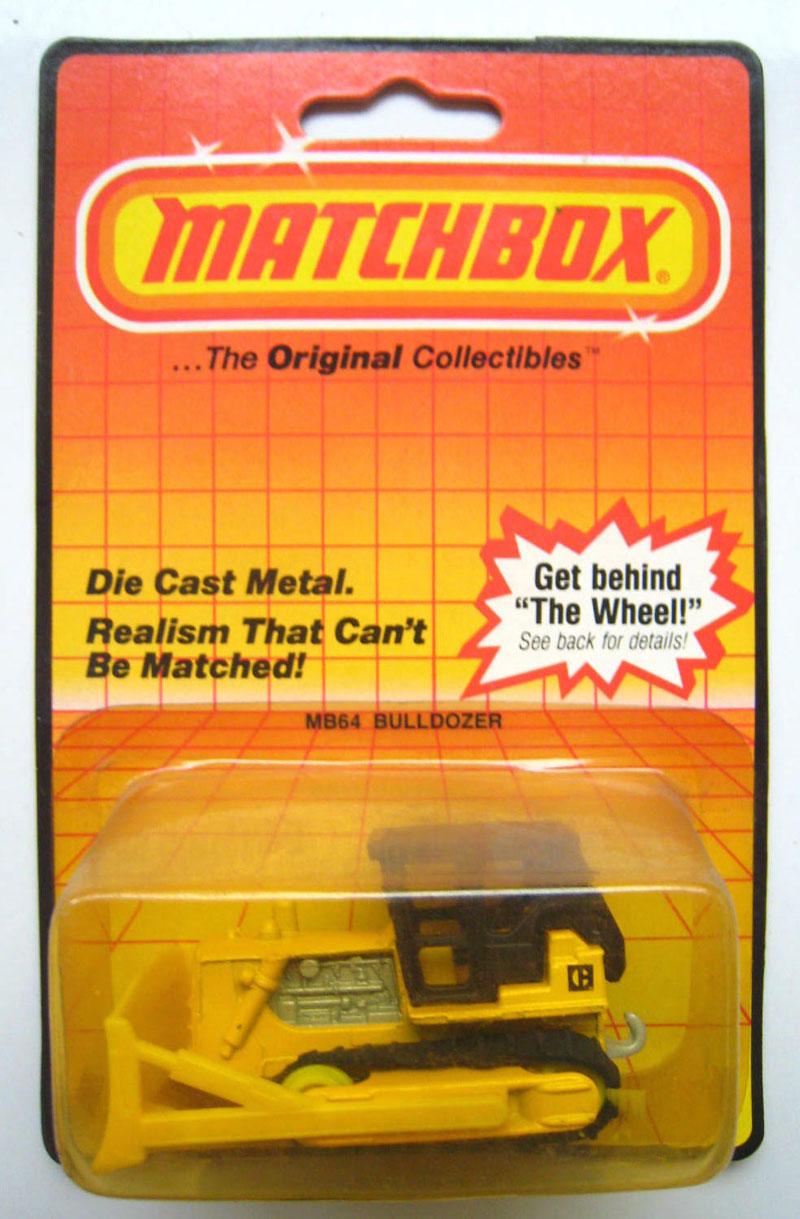 MATCHBOX®
...The Original Collectibles™
Die Cast Metal.
Realism That Can't
Be Matched!
Get behind
"The Wheel!"
See back for details!
MB64 BULLDOZER